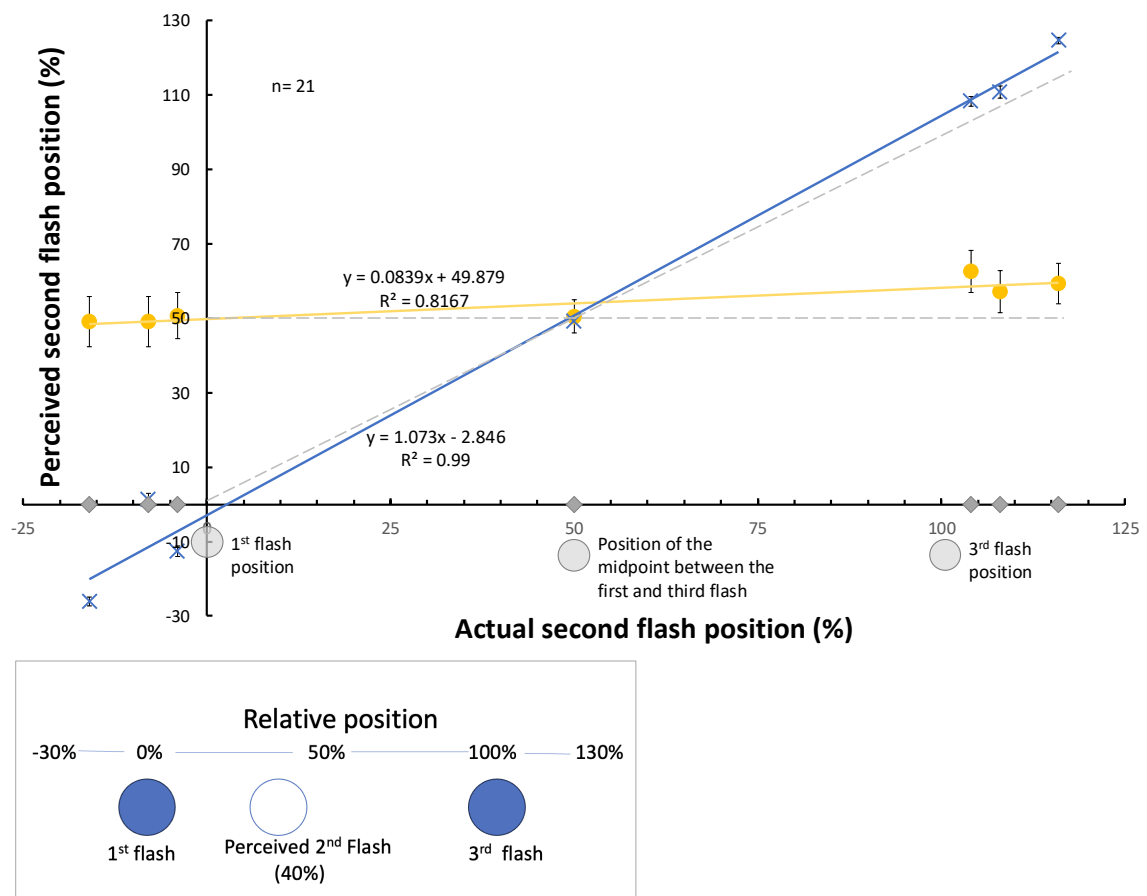 130
110
90
70
50
30
10
-10
-30
Perceived second flash position (%)
n= 21
y = 0.0839x + 49.879
R² = 0.8167
y = 1.073x - 2.846
R² = 0.99
-25
0
25
50
75
100
125
1st flash
position
Position of the
midpoint between the
first and third flash
3rd flash
position
Actual second flash position (%)
Relative position
-30% 0% 50% 100% 130%
1st flash
Perceived 2nd Flash
(40%)
3rd flash